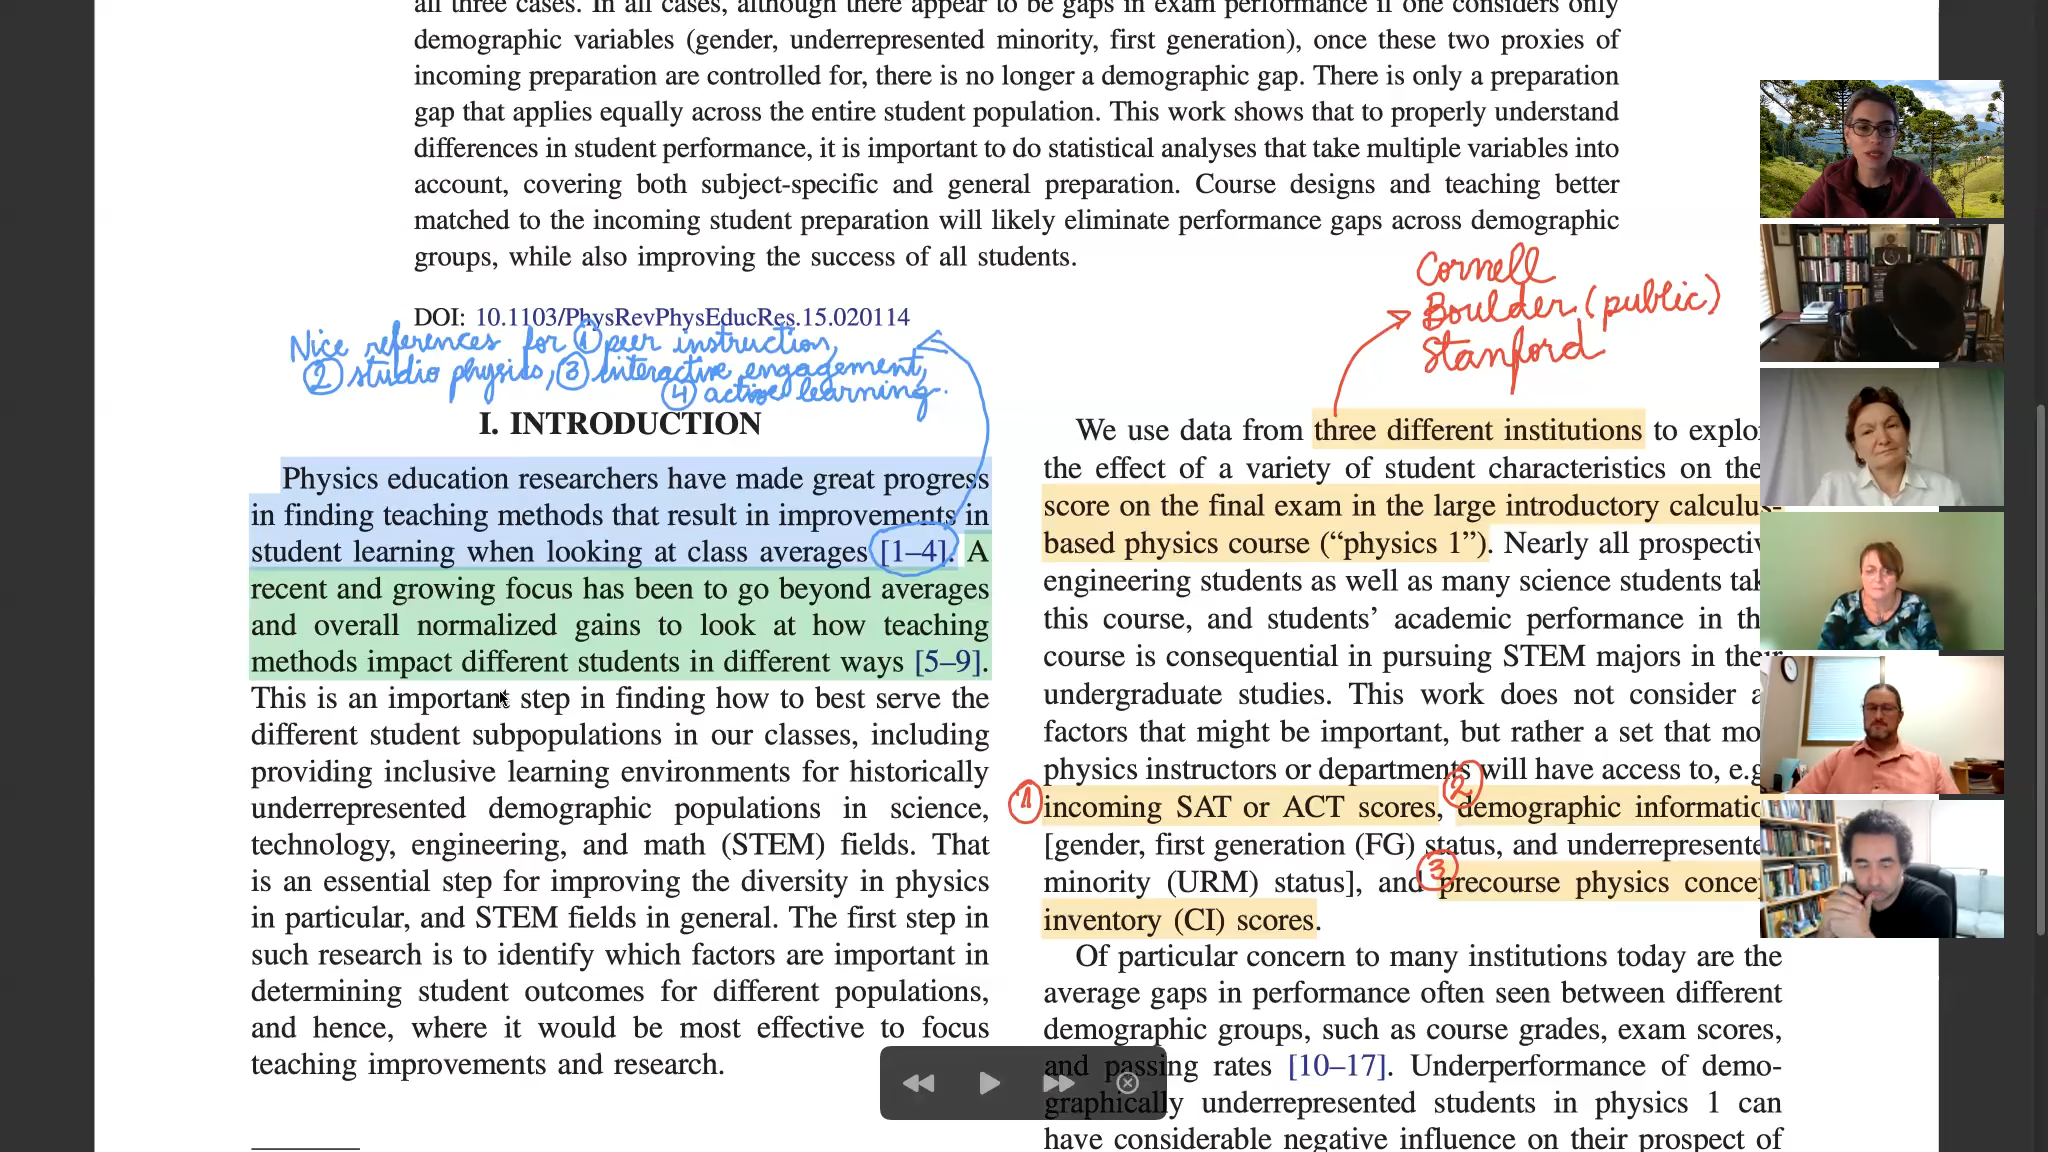 all three cases. In all cases, although there appear to be gaps in exam performance if one considers only
demographic variables (gender, underrepresented minority, first generation), once these two proxies of
incoming preparation are controlled for, there is no longer a demographic gap. There is only a preparation
gap that applies equally across the entire student population. This work shows that to properly understand
differences in student performance, it is important to do statistical analyses that take multiple variables into
account, covering both subject-specific and general preparation. Course designs and teaching better
matched to the incoming student preparation will likely eliminate performance gaps across demographic
groups, while also improving the success of all students.
DOI: 10.1103/PhysRevPhysEducRes.15.020114
Nice references for ① peer instruction,
② studio physics, ③ interactive engagement,
④ active learning.
I. INTRODUCTION
Physics education researchers have made great progress
in finding teaching methods that result in improvements in
student learning when looking at class averages [1–4]. A
recent and growing focus has been to go beyond averages
and overall normalized gains to look at how teaching
methods impact different students in different ways [5–9].
This is an important step in finding how to best serve the
different student subpopulations in our classes, including
providing inclusive learning environments for historically
underrepresented demographic populations in science,
technology, engineering, and math (STEM) fields. That
is an essential step for improving the diversity in physics
in particular, and STEM fields in general. The first step in
such research is to identify which factors are important in
determining student outcomes for different populations,
and hence, where it would be most effective to focus
teaching improvements and research.
Cornell
Boulder (public)
Stanford
We use data from three different institutions to explo
the effect of a variety of student characteristics on the
score on the final exam in the large introductory calculus-
based physics course (“physics 1”). Nearly all prospectiv
engineering students as well as many science students tak
this course, and students’ academic performance in th
course is consequential in pursuing STEM majors in their
undergraduate studies. This work does not consider a
factors that might be important, but rather a set that mo
physics instructors or departments will have access to, e.g
① incoming SAT or ACT scores, ② demographic informatio
[gender, first generation (FG) status, and underrepresente
minority (URM) status], and ③ precourse physics concep
inventory (CI) scores.
Of particular concern to many institutions today are the
average gaps in performance often seen between different
demographic groups, such as course grades, exam scores,
and passing rates [10–17]. Underperformance of demo-
graphically underrepresented students in physics 1 can
have considerable negative influence on their prospect of